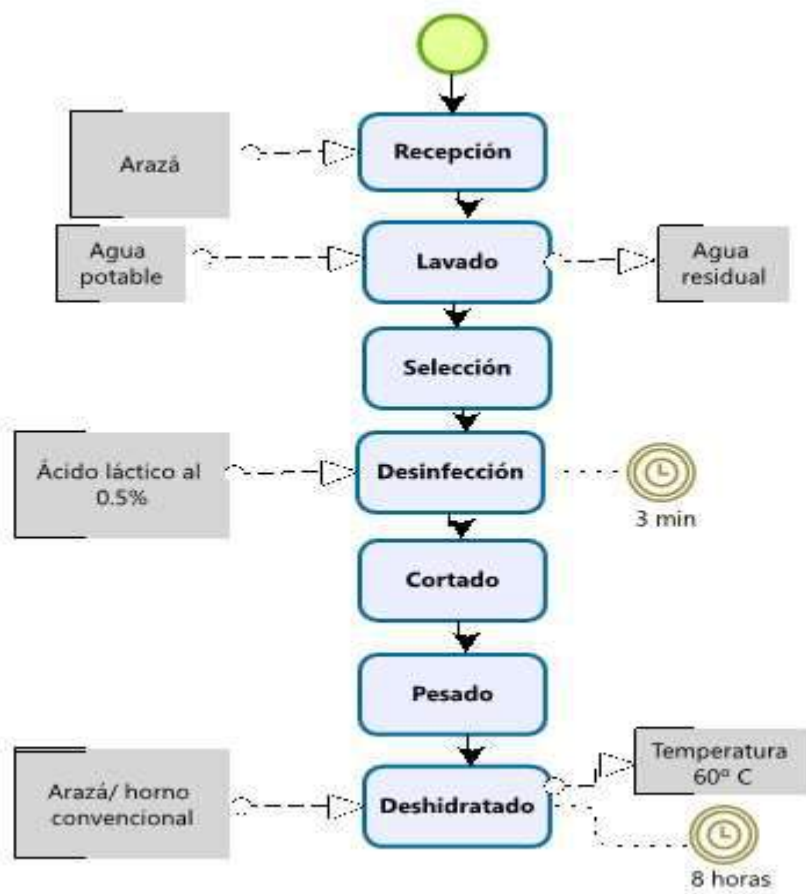 Arazá
Recepción
Agua
potable
Lavado
Agua
residual
Selección
Ácido láctico al
0.5%
Desinfección
3 min
Cortado
Pesado
Arazá/ horno
convencional
Deshidratado
Temperatura
60º C
8 horas